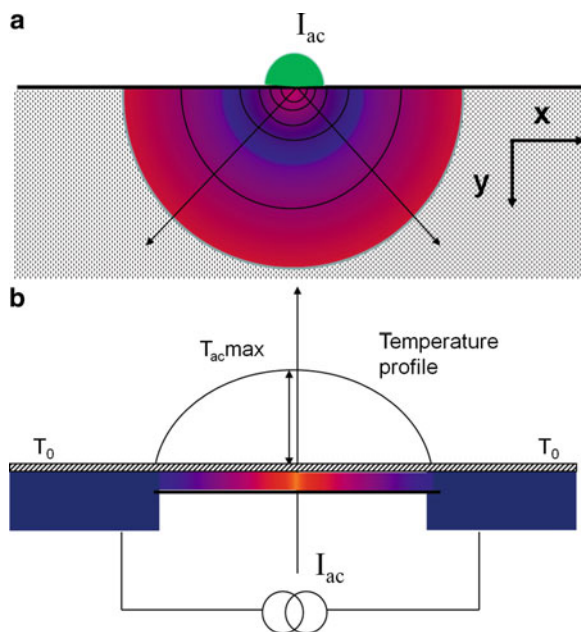 a
I_ac
x
y
b
T_ac max
Temperature
profile
T_0
T_0
I_ac